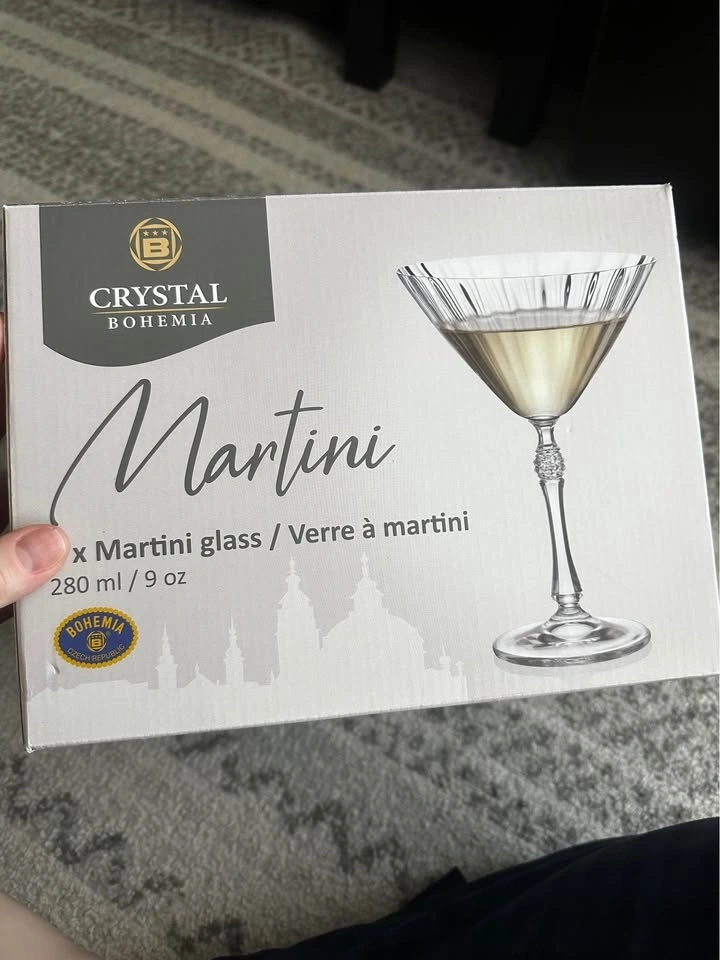 B
CRYSTAL
BOHEMIA
Martini
x Martini glass / Verre à martini
280 ml / 9 oz
BOHEMIA
B
CZECH REPUBLIC